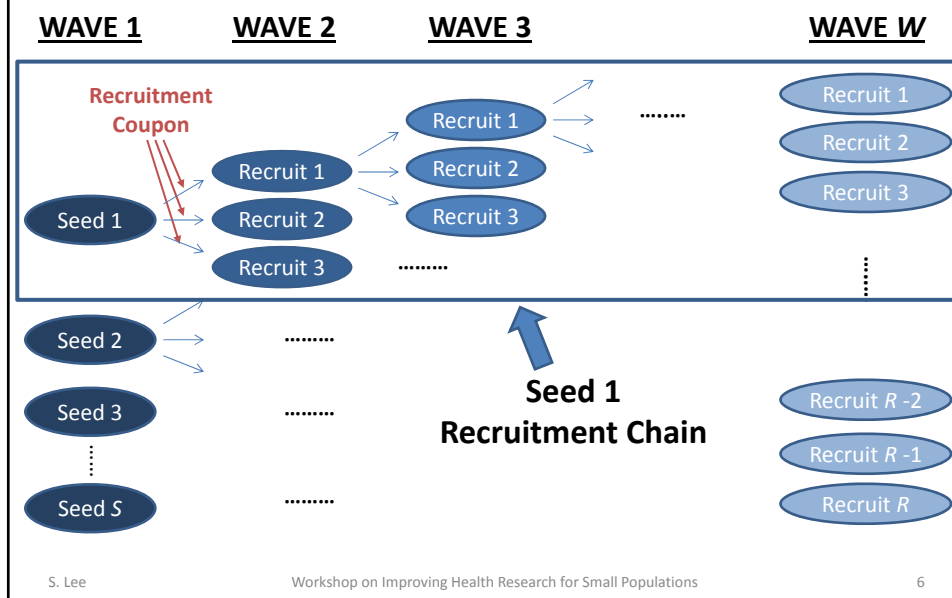 WAVE 1 WAVE 2 WAVE 3 WAVE W
Recruitment
Coupon
Seed 1
Recruit 1
Recruit 2
Recruit 3
Recruit 1
Recruit 2
Recruit 3
.........
........
Recruit 1
Recruit 2
Recruit 3
Seed 2
.........
Seed 3
.........
Seed S
.........
Seed 1
Recruitment Chain
Recruit R -2
Recruit R -1
Recruit R
S. Lee Workshop on Improving Health Research for Small Populations 6